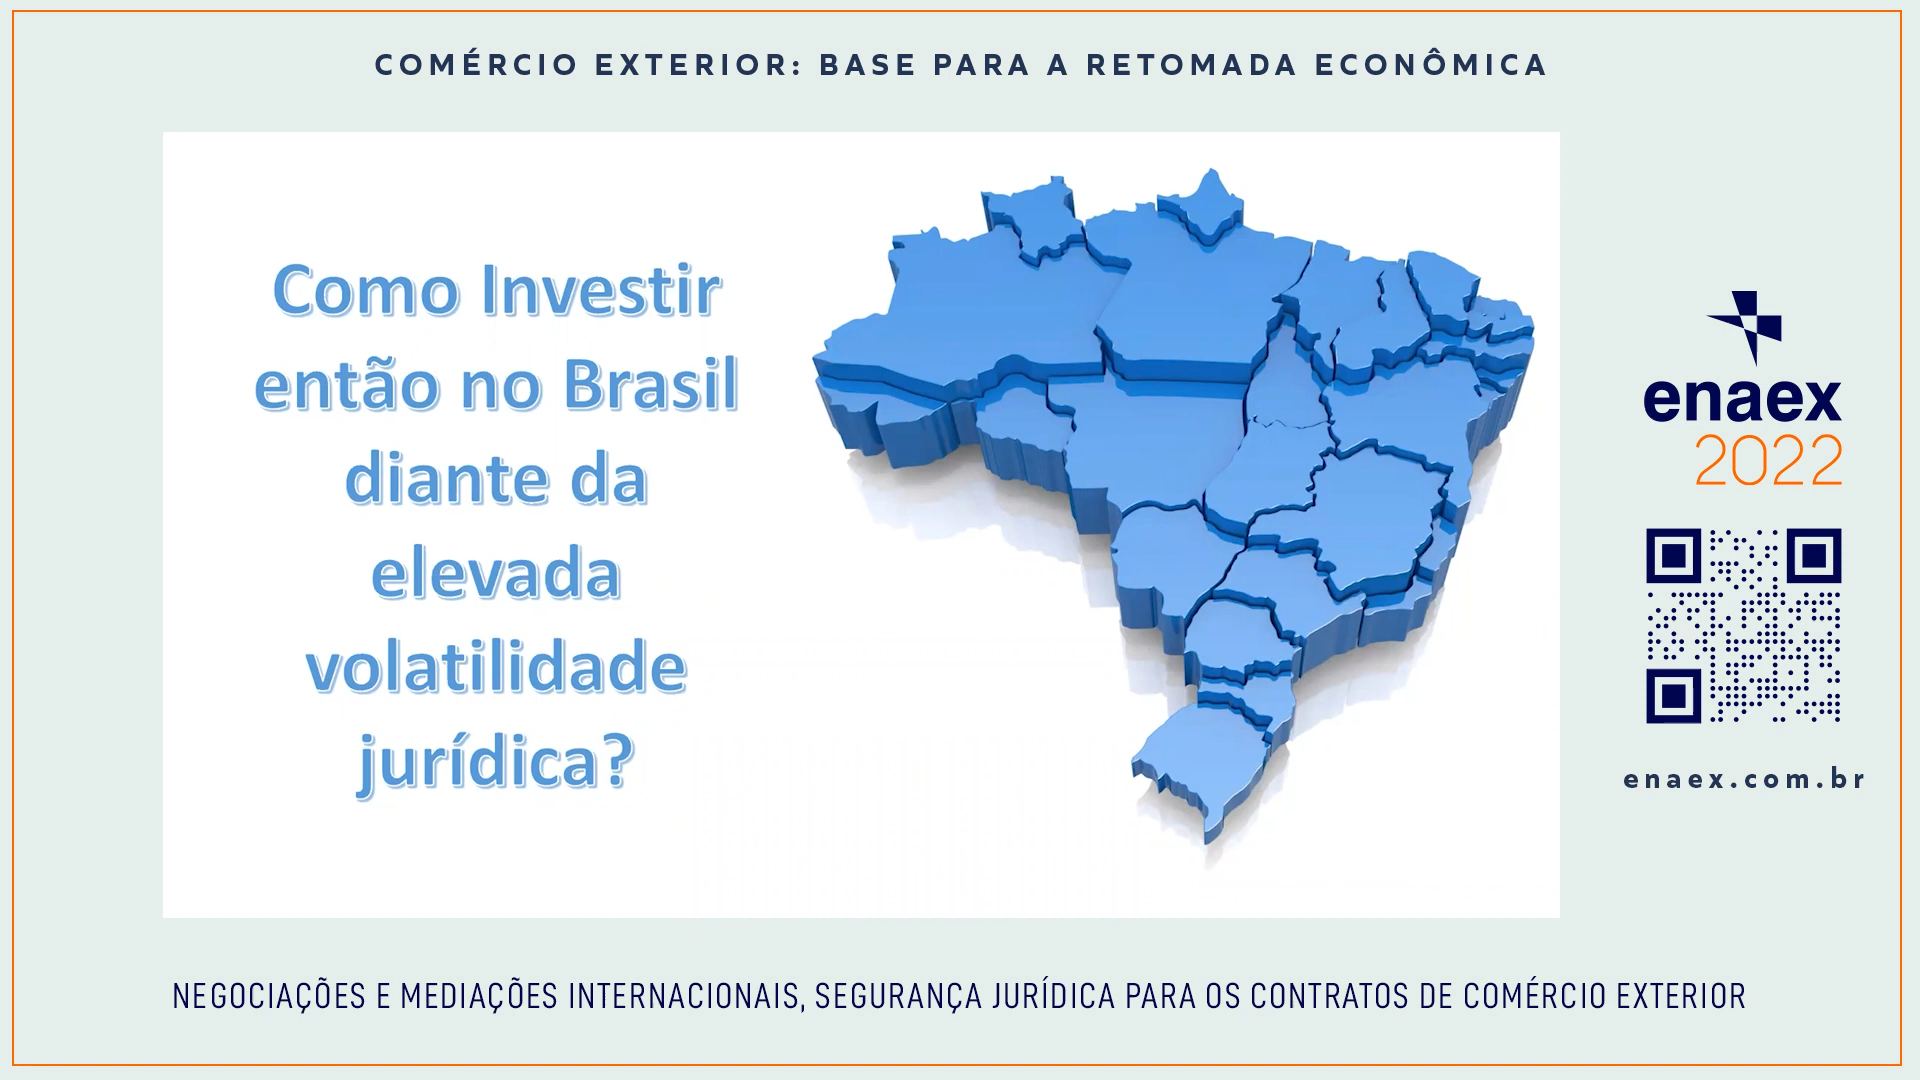 COMÉRCIO EXTERIOR: BASE PARA A RETOMADA ECONÔMICA
Como Investir
então no Brasil
diante da
elevada
volatilidade
jurídica?
enaex
2022
enaex.com.br
NEGOCIAÇÕES E MEDIAÇÕES INTERNACIONAIS, SEGURANÇA JURÍDICA PARA OS CONTRATOS DE COMÉRCIO EXTERIOR